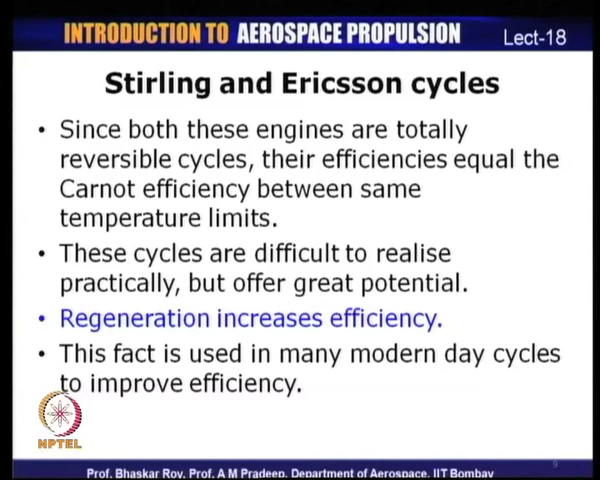 INTRODUCTION TO AEROSPACE PROPULSION
Lect-18
Stirling and Ericsson cycles
• Since both these engines are totally
reversible cycles, their efficiencies equal the
Carnot efficiency between same
temperature limits.
• These cycles are difficult to realise
practically, but offer great potential.
• Regeneration increases efficiency.
• This fact is used in many modern day cycles
to improve efficiency.
NPTEL
9
Prof. Bhaskar Roy, Prof. A M Pradeep, Department of Aerospace, IIT Bombay